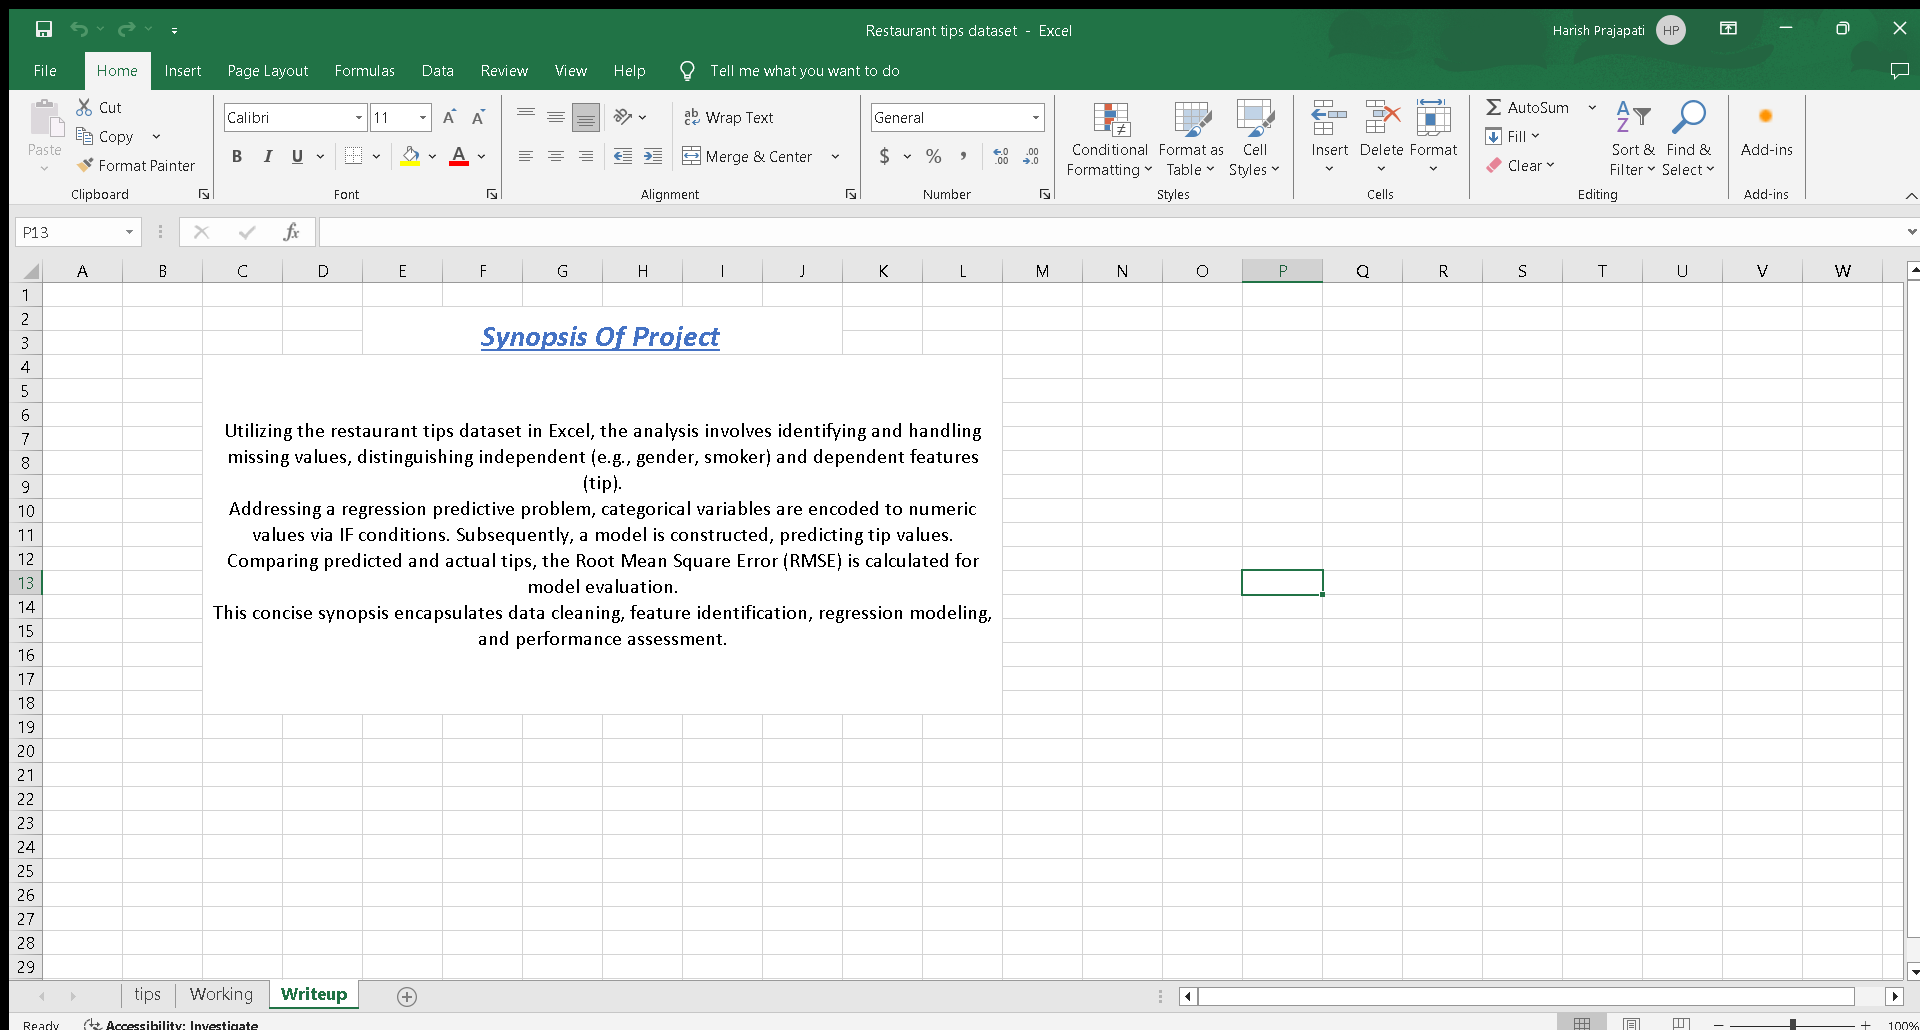 Restaurant tips dataset - Excel
Harish Prajapati HP
File Home Insert Page Layout Formulas Data Review View Help Tell me what you want to do
Paste
Cut
Copy
Format Painter
Clipboard
Calibri 11 A A
B I U A
Font
ab Wrap Text
Merge & Center
Alignment
General
$ % , .00 .00
Number
Conditional Formatting
Format as Table
Cell Styles
Styles
Insert Delete Format
Cells
AutoSum
Fill
Clear
Sort & Filter
Find & Select
Editing
Add-ins
Add-ins
P13 fx
A B C D E F G H I J K L M N O P Q R S T U V W
1
2
3
4
5
6
7
8
9
10
11
12
13
14
15
16
17
18
19
20
21
22
23
24
25
26
27
28
29
Synopsis Of Project
Utilizing the restaurant tips dataset in Excel, the analysis involves identifying and handling
missing values, distinguishing independent (e.g., gender, smoker) and dependent features
(tip).
Addressing a regression predictive problem, categorical variables are encoded to numeric
values via IF conditions. Subsequently, a model is constructed, predicting tip values.
Comparing predicted and actual tips, the Root Mean Square Error (RMSE) is calculated for
model evaluation.
This concise synopsis encapsulates data cleaning, feature identification, regression modeling,
and performance assessment.
tips Working Writeup
Ready Accessibility: Investigate 100%